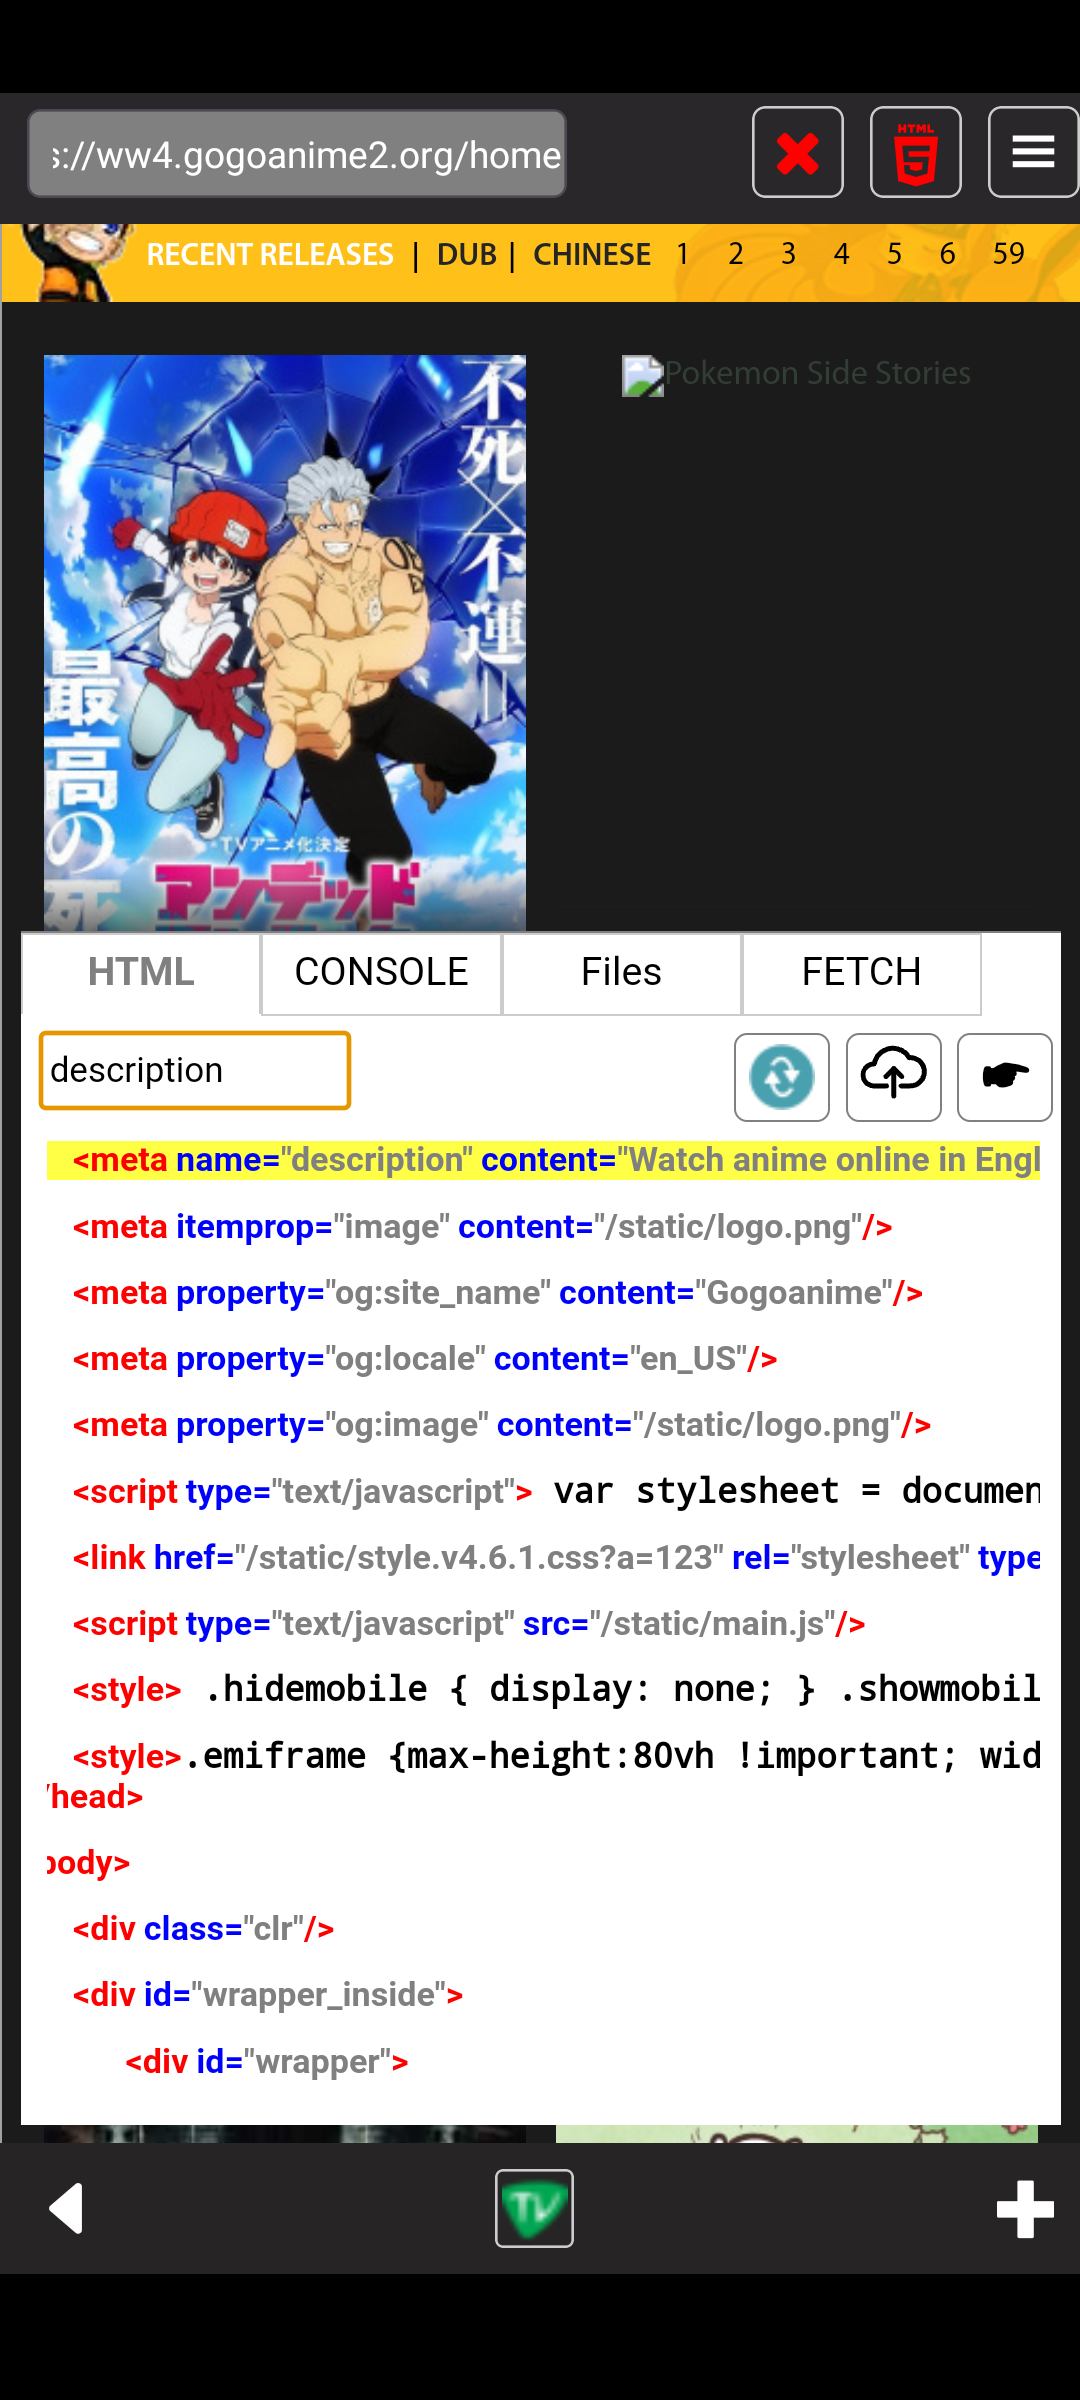 s://ww4.gogoanime2.org/home
HTML
RECENT RELEASES | DUB | CHINESE 1 2 3 4 5 6 59
Pokemon Side Stories
不死×不運=
最高の死
TVアニメ化決定
アンデッド
HTML CONSOLE Files FETCH
description
<meta name="description" content="Watch anime online in Engl
<meta itemprop="image" content="/static/logo.png"/>
<meta property="og:site_name" content="Gogoanime"/>
<meta property="og:locale" content="en_US"/>
<meta property="og:image" content="/static/logo.png"/>
<script type="text/javascript"> var stylesheet = documen
<link href="/static/style.v4.6.1.css?a=123" rel="stylesheet" type
<script type="text/javascript" src="/static/main.js"/>
<style> .hidemobile { display: none; } .showmobil
<style>.emiframe {max-height:80vh !important; wid
/head>
body>
<div class="clr"/>
<div id="wrapper_inside">
<div id="wrapper">
TV